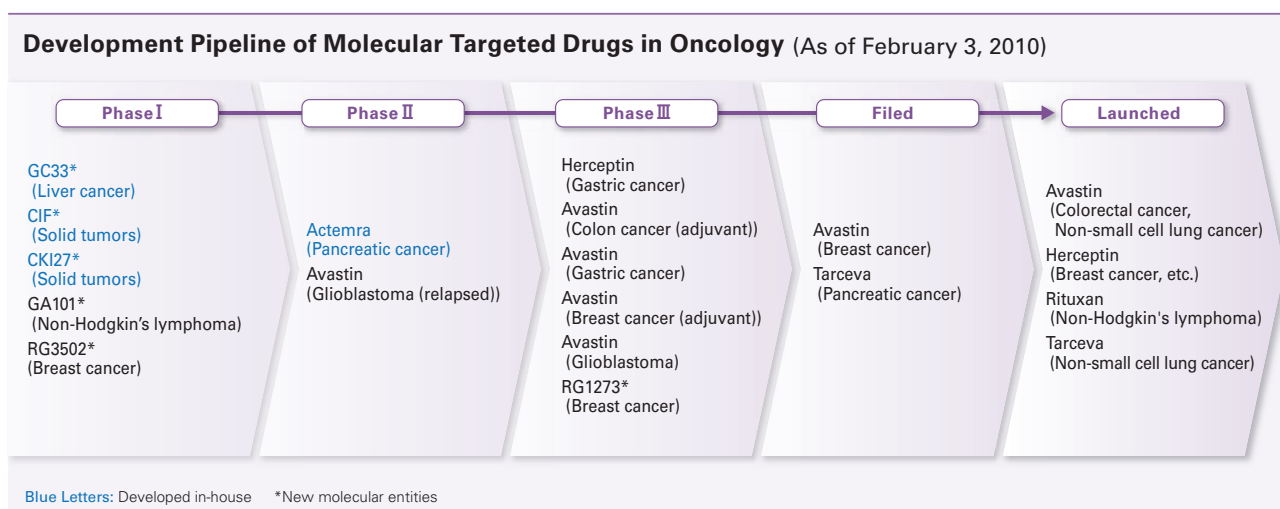 Development Pipeline of Molecular Targeted Drugs in Oncology (As of February 3, 2010)
Phase Ⅰ
Phase Ⅱ
Phase Ⅲ
Filed
Launched
GC33*
(Liver cancer)
CIF*
(Solid tumors)
CKI27*
(Solid tumors)
GA101*
(Non-Hodgkin’s lymphoma)
RG3502*
(Breast cancer)
Actemra
(Pancreatic cancer)
Avastin
(Glioblastoma (relapsed))
Herceptin
(Gastric cancer)
Avastin
(Colon cancer (adjuvant))
Avastin
(Gastric cancer)
Avastin
(Breast cancer (adjuvant))
Avastin
(Glioblastoma)
RG1273*
(Breast cancer)
Avastin
(Breast cancer)
Tarceva
(Pancreatic cancer)
Avastin
(Colorectal cancer,
Non-small cell lung cancer)
Herceptin
(Breast cancer, etc.)
Rituxan
(Non-Hodgkin's lymphoma)
Tarceva
(Non-small cell lung cancer)
Blue Letters: Developed in-house *New molecular entities